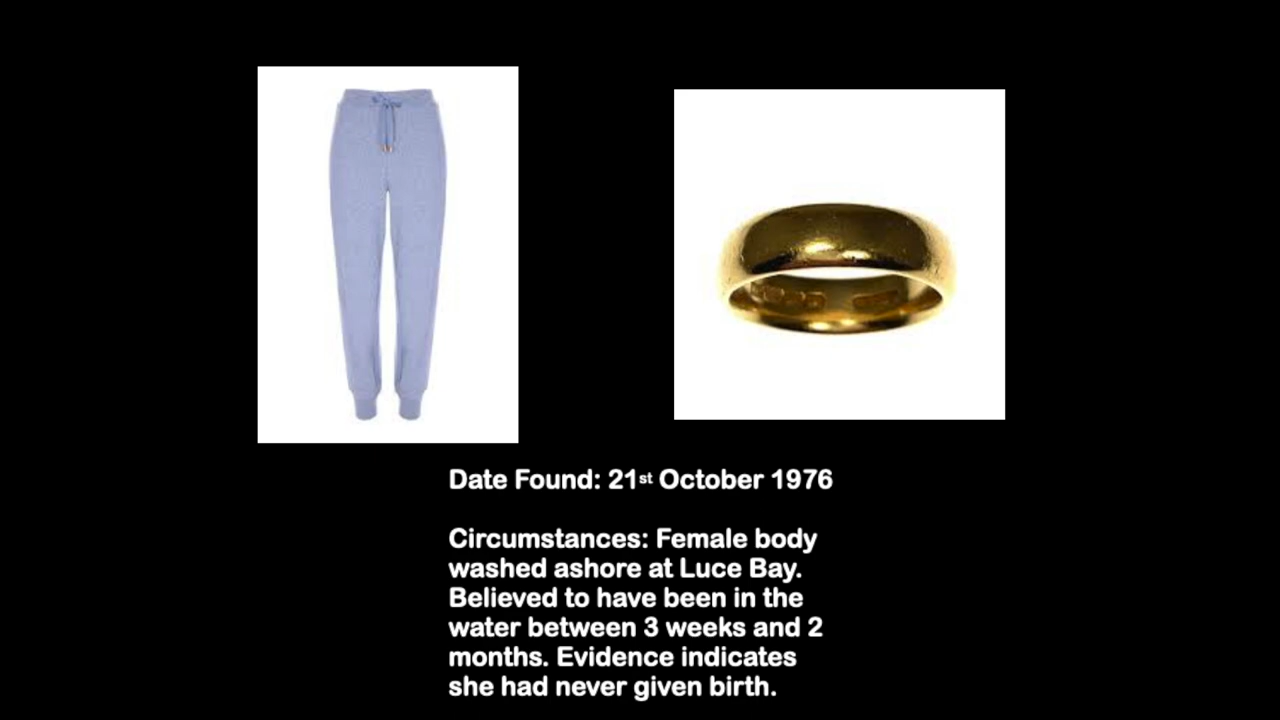 Date Found: 21st October 1976
Circumstances: Female body
washed ashore at Luce Bay.
Believed to have been in the
water between 3 weeks and 2
months. Evidence indicates
she had never given birth.